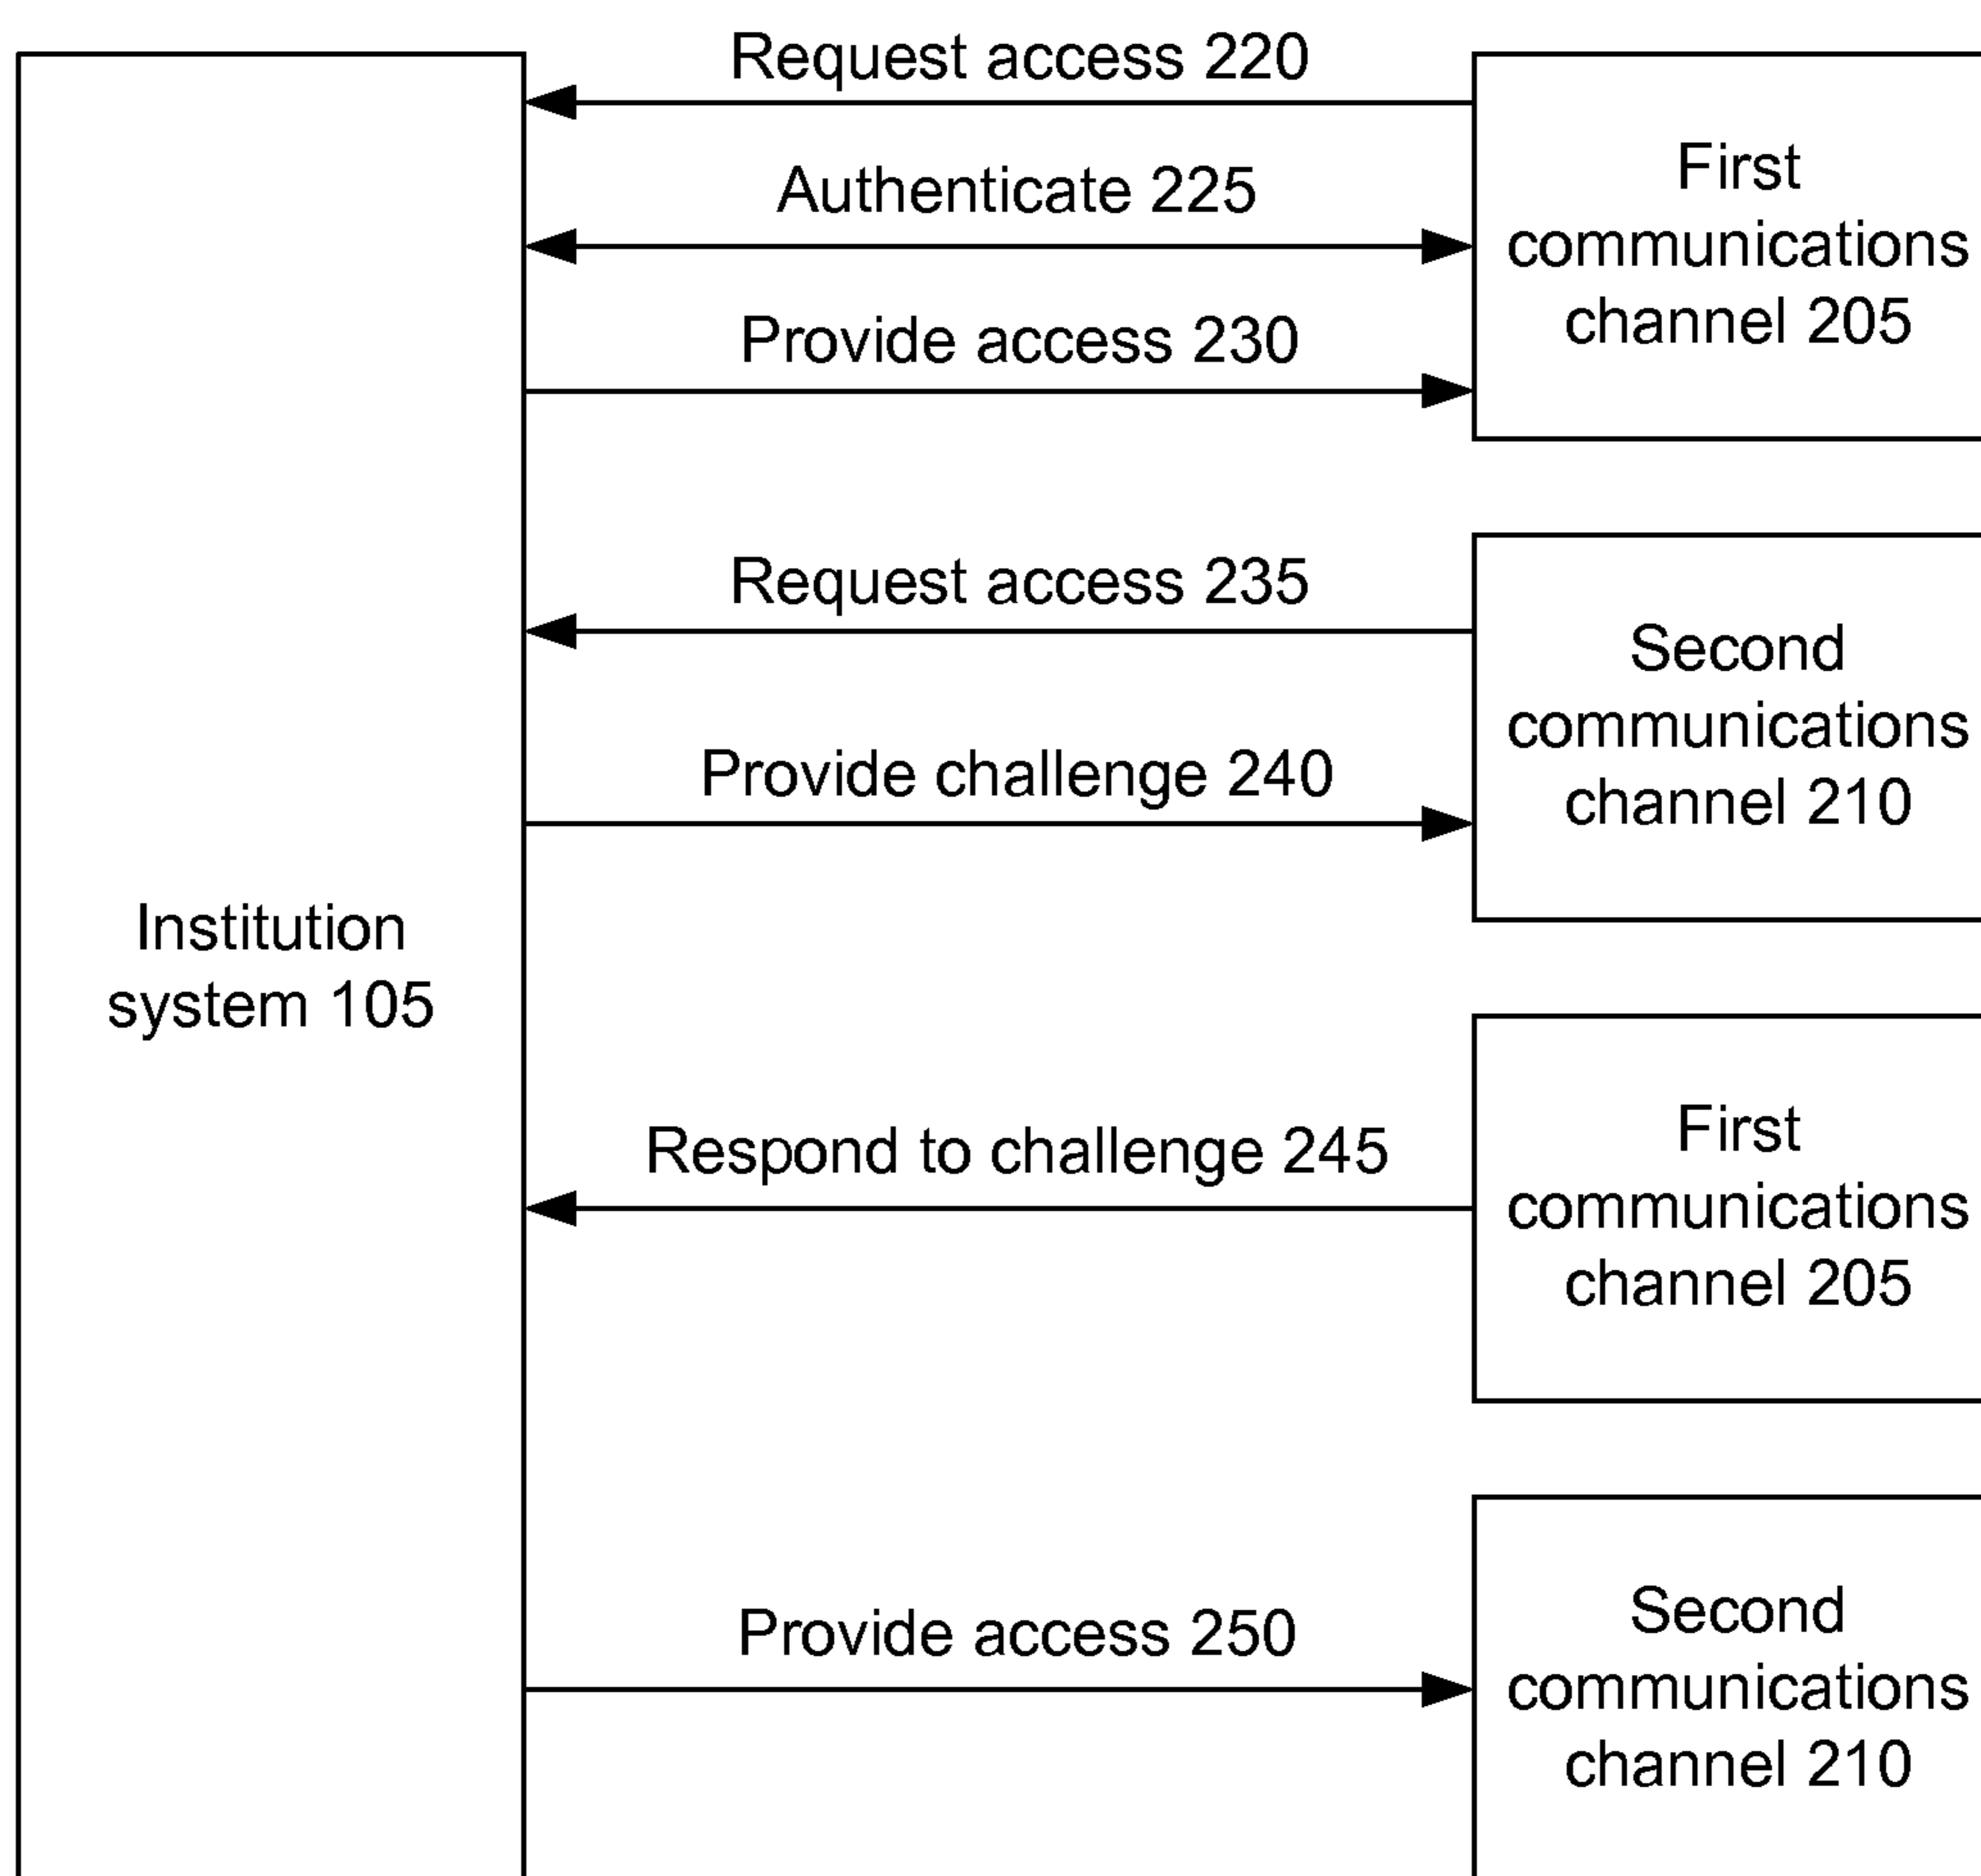 Request access 220
Authenticate 225
Provide access 230
First
communications
channel 205
Request access 235
Provide challenge 240
Second
communications
channel 210
Institution
system 105
Respond to challenge 245
First
communications
channel 205
Provide access 250
Second
communications
channel 210